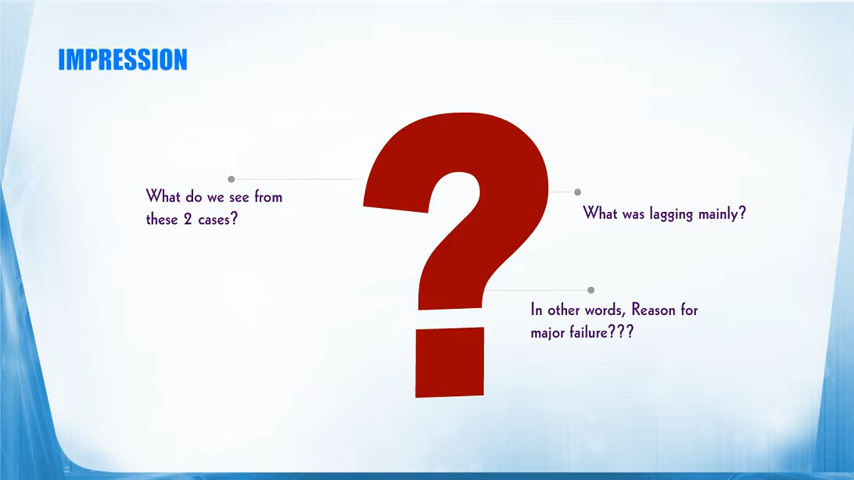 IMPRESSION
What do we see from
these 2 cases?
What was lagging mainly?
In other words, Reason for
major failure???